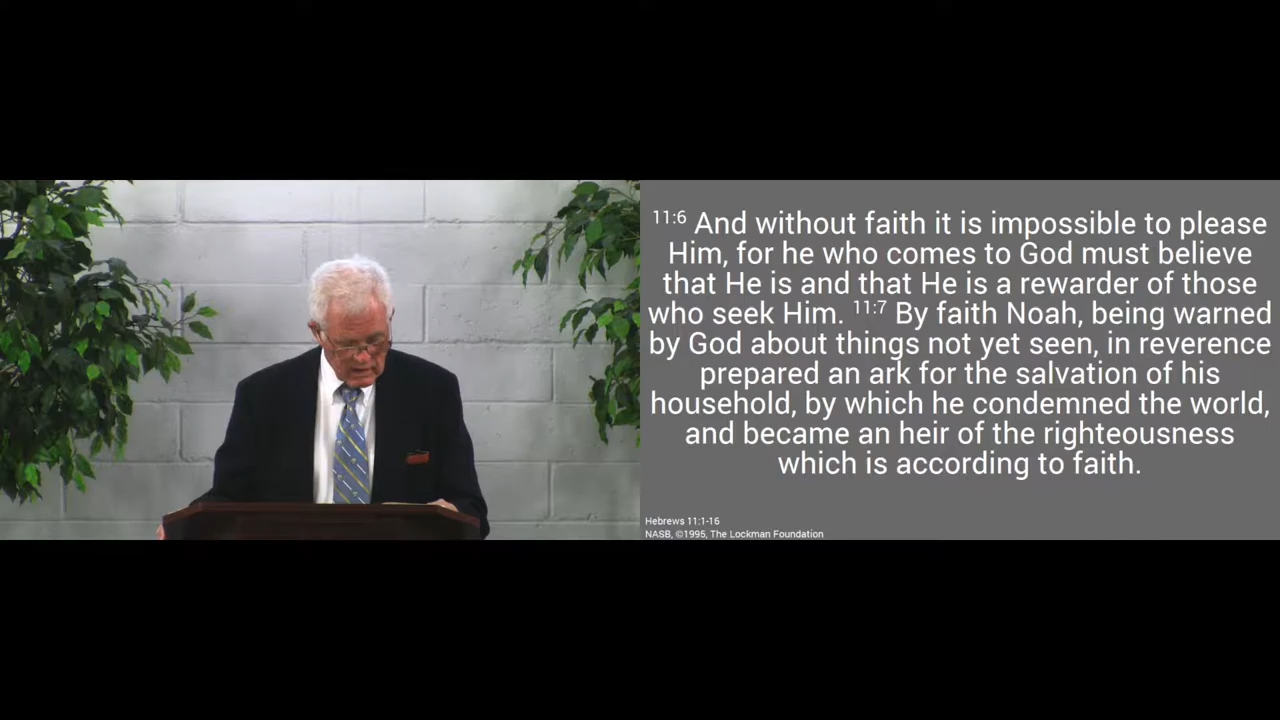 11:6 And without faith it is impossible to please
Him, for he who comes to God must believe
that He is and that He is a rewarder of those
who seek Him. 11:7 By faith Noah, being warned
by God about things not yet seen, in reverence
prepared an ark for the salvation of his
household, by which he condemned the world,
and became an heir of the righteousness
which is according to faith.
Hebrews 11:1-16
NASB, ©1995, The Lockman Foundation